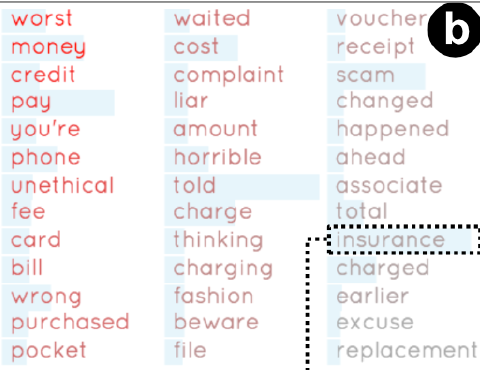 worst
money
credit
pay
you're
phone
unethical
fee
card
bill
wrong
purchased
pocket
waited
cost
complaint
liar
amount
horrible
told
charge
thinking
charging
fashion
beware
file
voucher
receipt
scam
changed
happened
ahead
associate
total
insurance
charged
earlier
excuse
replacement
b